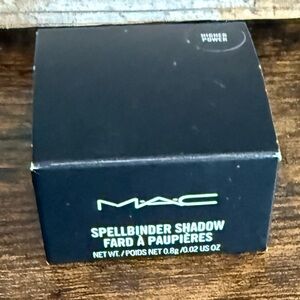 HIGHER
POWER
M·A·C
SPELLBINDER SHADOW
FARD À PAUPIÈRES
NET WT./POIDS NET 0.8g/0.02 US OZ